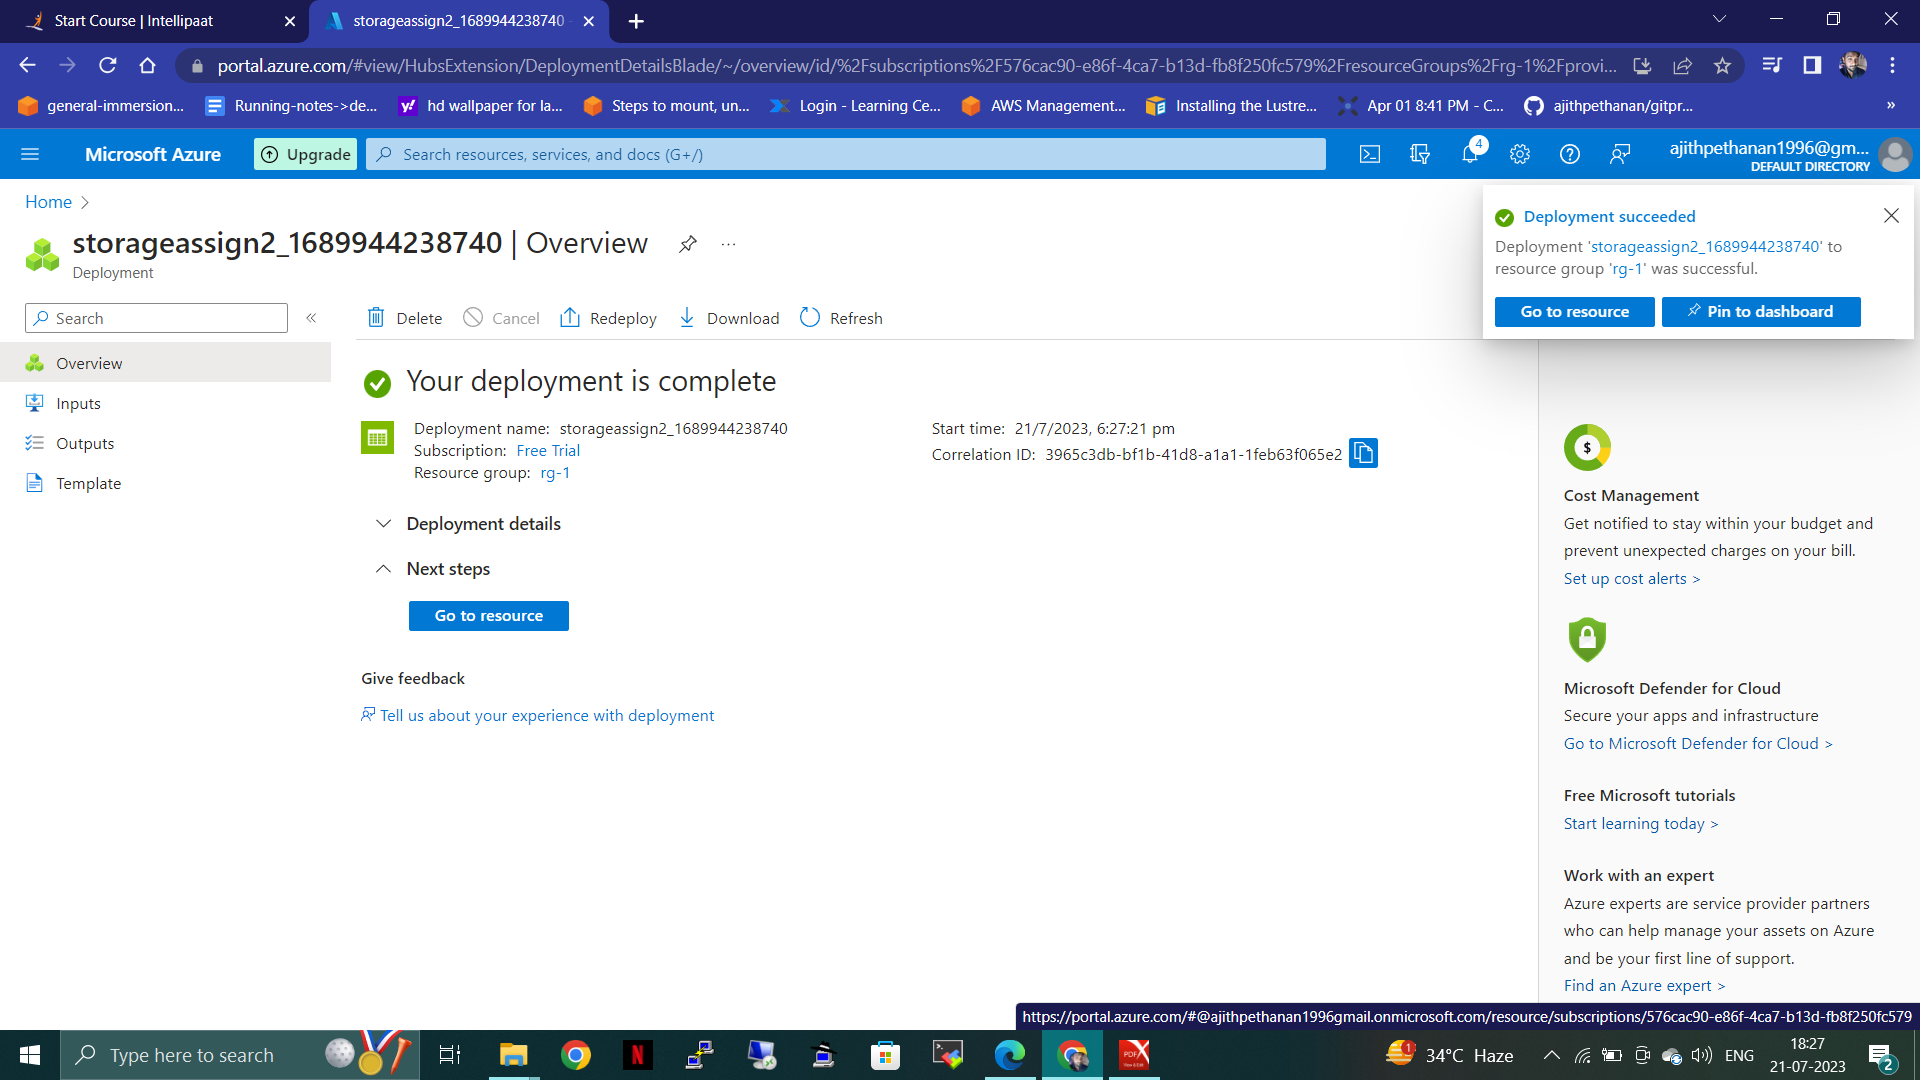 Start Course | Intellipaat
storageassign2_1689944238740
portal.azure.com/#view/HubsExtension/DeploymentDetailsBlade/~/overview/id/%2Fsubscriptions%2F576cac90-e86f-4ca7-b13d-fb8f250fc579%2FresourceGroups%2Frg-1%2Fprovi...
general-immersion... Running-notes->de... hd wallpaper for la... Steps to mount, un... Login - Learning Ce... AWS Management... Installing the Lustre... Apr 01 8:41 PM - C... ajithpethanan/gitpr... »
Microsoft Azure
Upgrade
Search resources, services, and docs (G+/)
4
ajithpethanan1996@gm...
DEFAULT DIRECTORY
Home >
storageassign2_1689944238740 | Overview
Deployment
Deployment succeeded
Deployment 'storageassign2_1689944238740' to
resource group 'rg-1' was successful.
Go to resource
Pin to dashboard
Search
«
Delete Cancel Redeploy Download Refresh
Overview
Inputs
Outputs
Template
Your deployment is complete
Deployment name: storageassign2_1689944238740
Subscription: Free Trial
Resource group: rg-1
Start time: 21/7/2023, 6:27:21 pm
Correlation ID: 3965c3db-bf1b-41d8-a1a1-1feb63f065e2
Deployment details
Next steps
Go to resource
Give feedback
Tell us about your experience with deployment
$
Cost Management
Get notified to stay within your budget and
prevent unexpected charges on your bill.
Set up cost alerts >
Microsoft Defender for Cloud
Secure your apps and infrastructure
Go to Microsoft Defender for Cloud >
Free Microsoft tutorials
Start learning today >
Work with an expert
Azure experts are service provider partners
who can help manage your assets on Azure
and be your first line of support.
Find an Azure expert >
https://portal.azure.com/#@ajithpethanan1996gmail.onmicrosoft.com/resource/subscriptions/576cac90-e86f-4ca7-b13d-fb8f250fc579
Type here to search
N
PDF
1
34°C Haze
ENG
18:27
21-07-2023
2